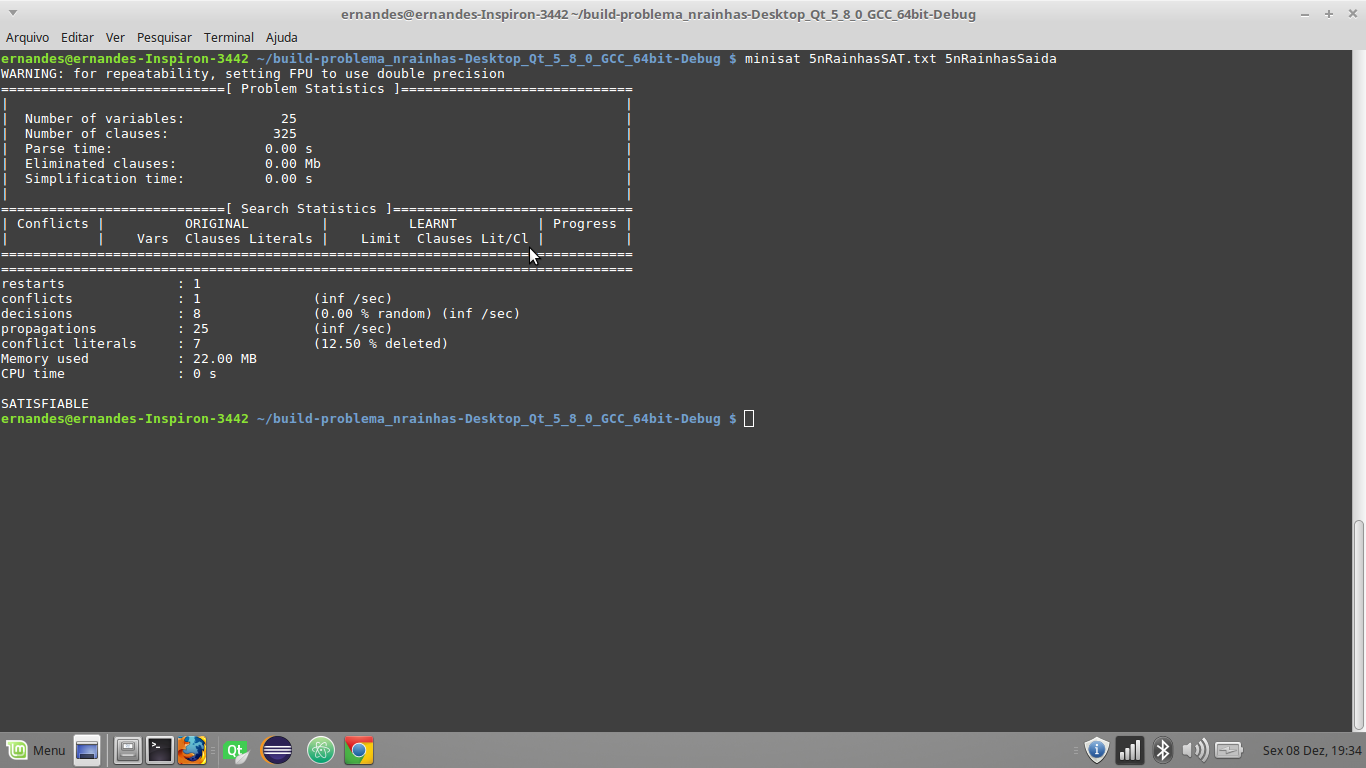 ernandes@ernandes-Inspiron-3442 ~/build-problema_nrainhas-Desktop_Qt_5_8_0_GCC_64bit-Debug
Arquivo Editar Ver Pesquisar Terminal Ajuda
ernandes@ernandes-Inspiron-3442 ~/build-problema_nrainhas-Desktop_Qt_5_8_0_GCC_64bit-Debug $ minisat 5nRainhasSAT.txt 5nRainhasSaida
WARNING: for repeatability, setting FPU to use double precision
============================[ Problem Statistics ]=============================
|                                                                             |
|  Number of variables:            25                                         |
|  Number of clauses:             325                                         |
|  Parse time:                   0.00 s                                       |
|  Eliminated clauses:           0.00 Mb                                      |
|  Simplification time:          0.00 s                                       |
|                                                                             |
============================[ Search Statistics ]==============================
| Conflicts |          ORIGINAL         |          LEARNT          | Progress |
|           |    Vars  Clauses Literals |    Limit  Clauses Lit/Cl |          |
===============================================================================
===============================================================================
restarts              : 1
conflicts             : 1              (inf /sec)
decisions             : 8              (0.00 % random) (inf /sec)
propagations          : 25             (inf /sec)
conflict literals     : 7              (12.50 % deleted)
Memory used           : 22.00 MB
CPU time              : 0 s
SATISFIABLE
ernandes@ernandes-Inspiron-3442 ~/build-problema_nrainhas-Desktop_Qt_5_8_0_GCC_64bit-Debug $
Menu Qt Sex 08 Dez, 19:34